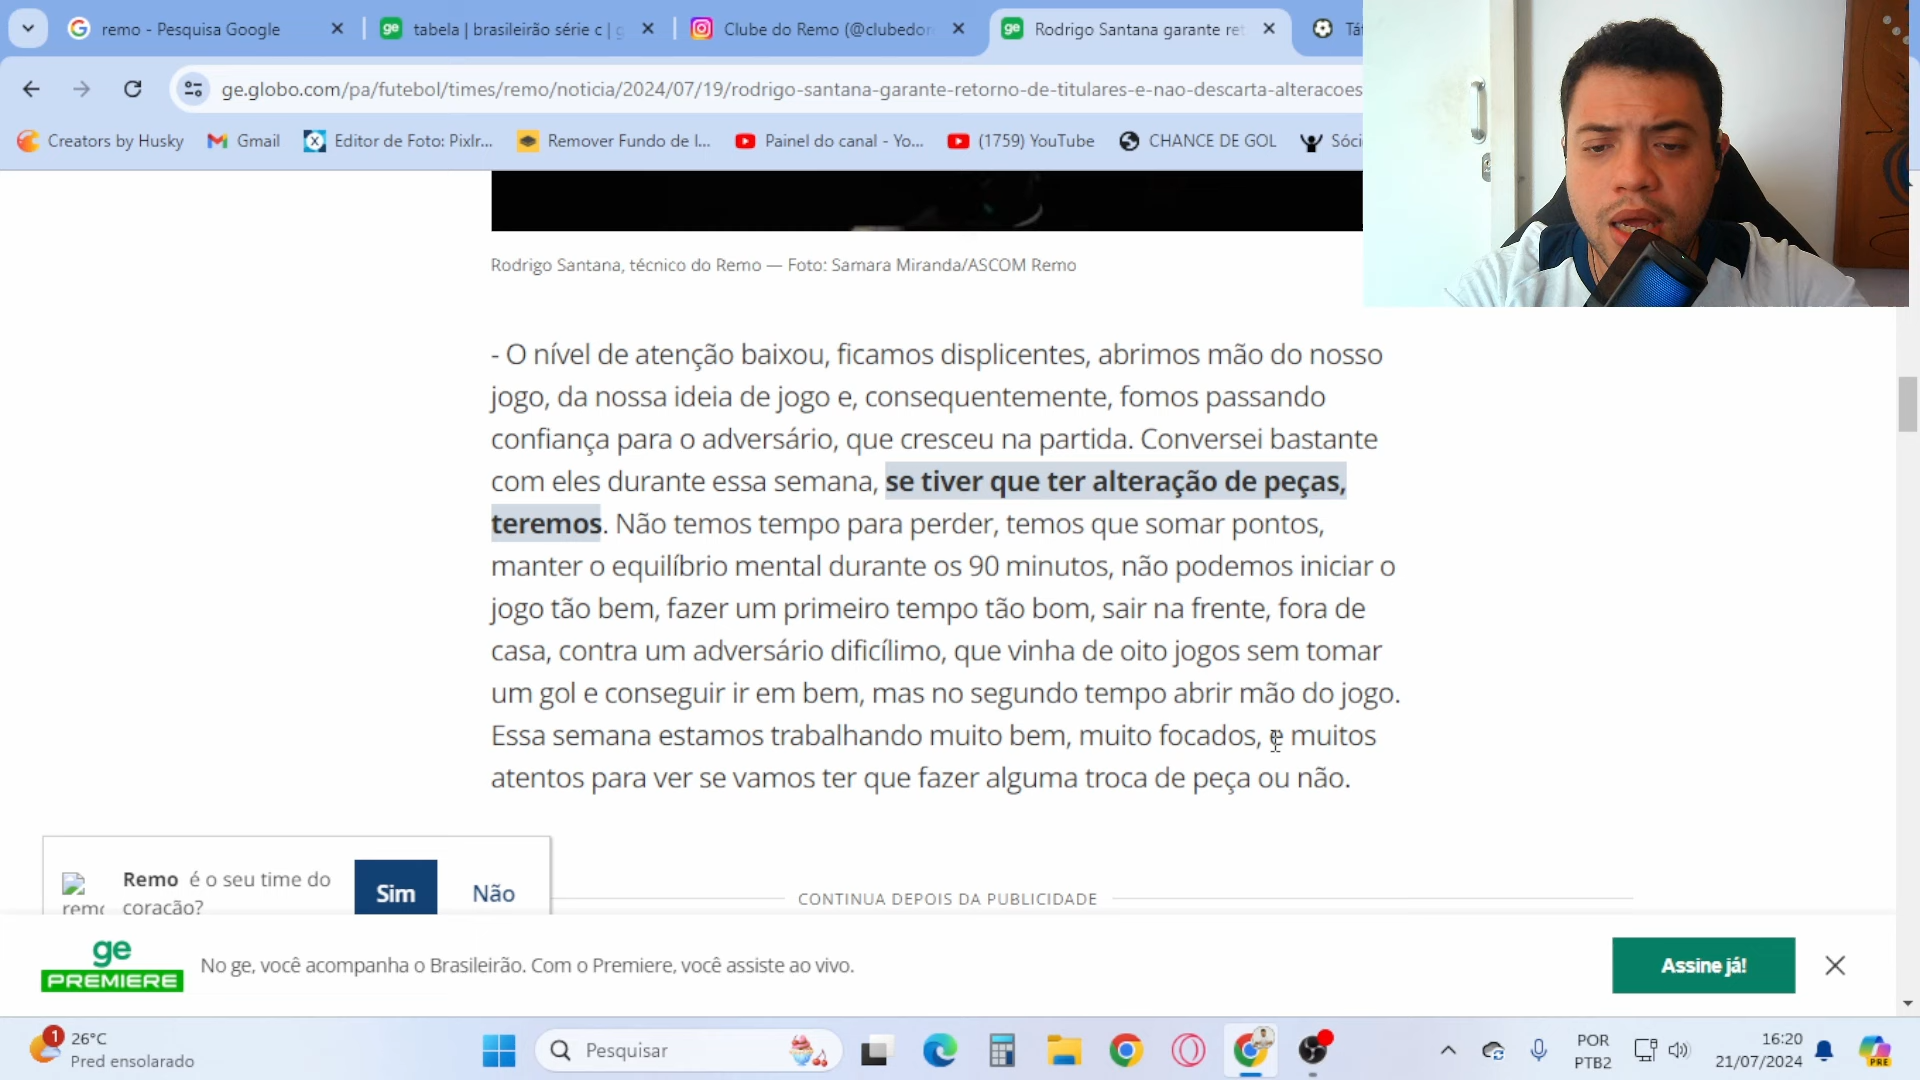 remo - Pesquisa Google
ge tabela | brasileirão série c | g
Clube do Remo (@clubedor
ge Rodrigo Santana garante ret
ge.globo.com/pa/futebol/times/remo/noticia/2024/07/19/rodrigo-santana-garante-retorno-de-titulares-e-nao-descarta-alteracoes
Creators by Husky
Gmail
Editor de Foto: Pixlr...
Remover Fundo de I...
Painel do canal - Yo...
(1759) YouTube
CHANCE DE GOL
Rodrigo Santana, técnico do Remo — Foto: Samara Miranda/ASCOM Remo
- O nível de atenção baixou, ficamos displicentes, abrimos mão do nosso
jogo, da nossa ideia de jogo e, consequentemente, fomos passando
confiança para o adversário, que cresceu na partida. Conversei bastante
com eles durante essa semana, se tiver que ter alteração de peças,
teremos. Não temos tempo para perder, temos que somar pontos,
manter o equilíbrio mental durante os 90 minutos, não podemos iniciar o
jogo tão bem, fazer um primeiro tempo tão bom, sair na frente, fora de
casa, contra um adversário dificílimo, que vinha de oito jogos sem tomar
um gol e conseguir ir em bem, mas no segundo tempo abrir mão do jogo.
Essa semana estamos trabalhando muito bem, muito focados, e muitos
atentos para ver se vamos ter que fazer alguma troca de peça ou não.
remo
Remo é o seu time do
coração?
Sim
Não
CONTINUA DEPOIS DA PUBLICIDADE
ge
PREMIERE
No ge, você acompanha o Brasileirão. Com o Premiere, você assiste ao vivo.
Assine já!
1
26°C
Pred ensolarado
Pesquisar
POR
PTB2
16:20
21/07/2024
PRE